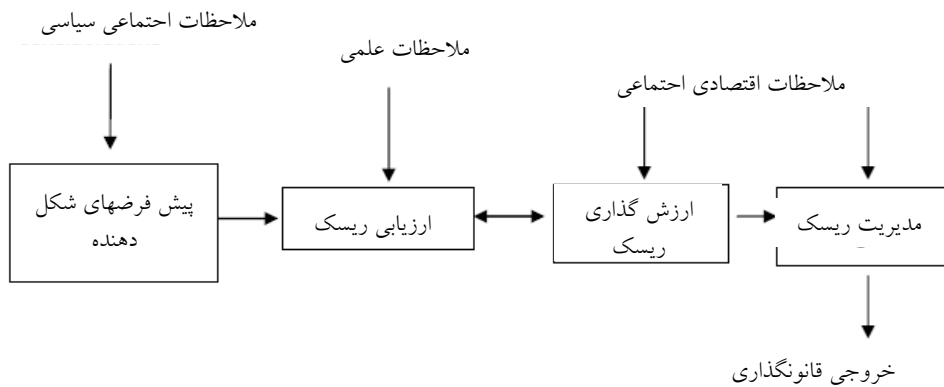 ملاحظات احتماعی سیاسی
ملاحظات علمی
ملاحظات اقتصادی احتماعی
پیش فرضهای شکل
دهنده
ارزیابی ریسک
ارزش گذاری
ریسک
مدیریت ریسک
خروجی قانونگذاری